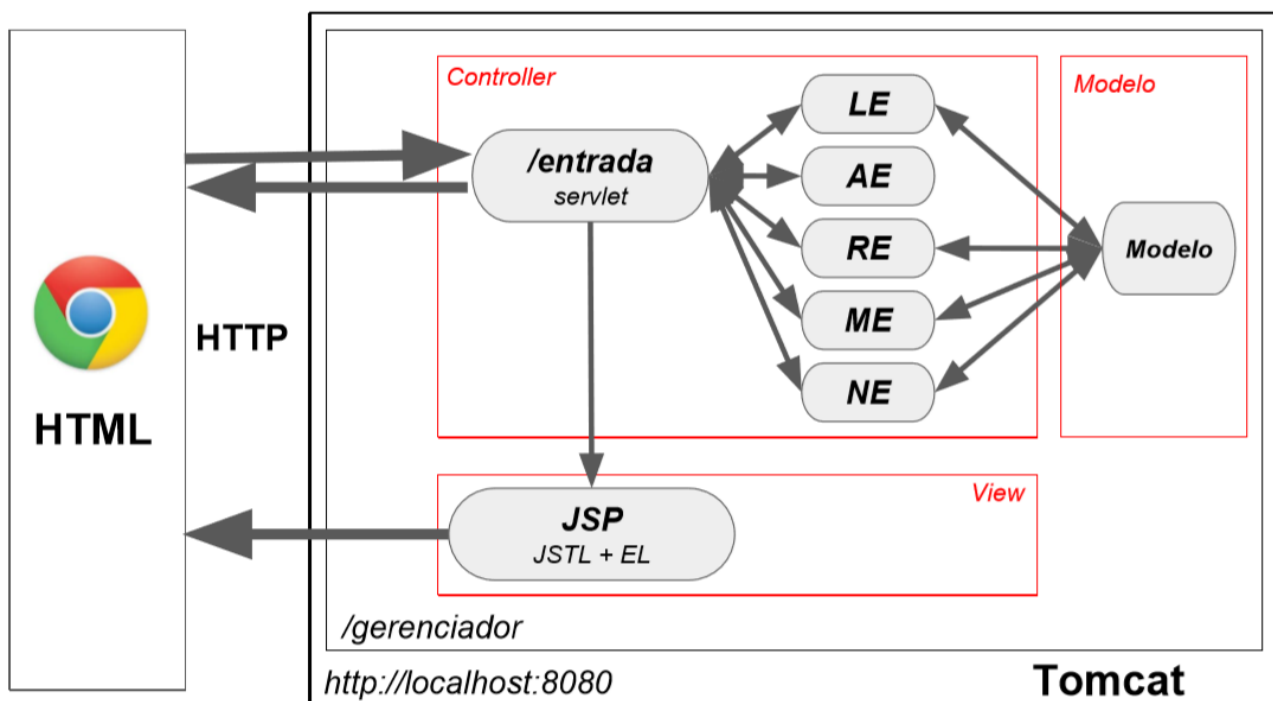 Controller
LE
Modelo
/entrada
servlet
AE
RE
Modelo
ME
HTTP
NE
HTML
View
JSP
JSTL + EL
/gerenciador
http://localhost:8080
Tomcat